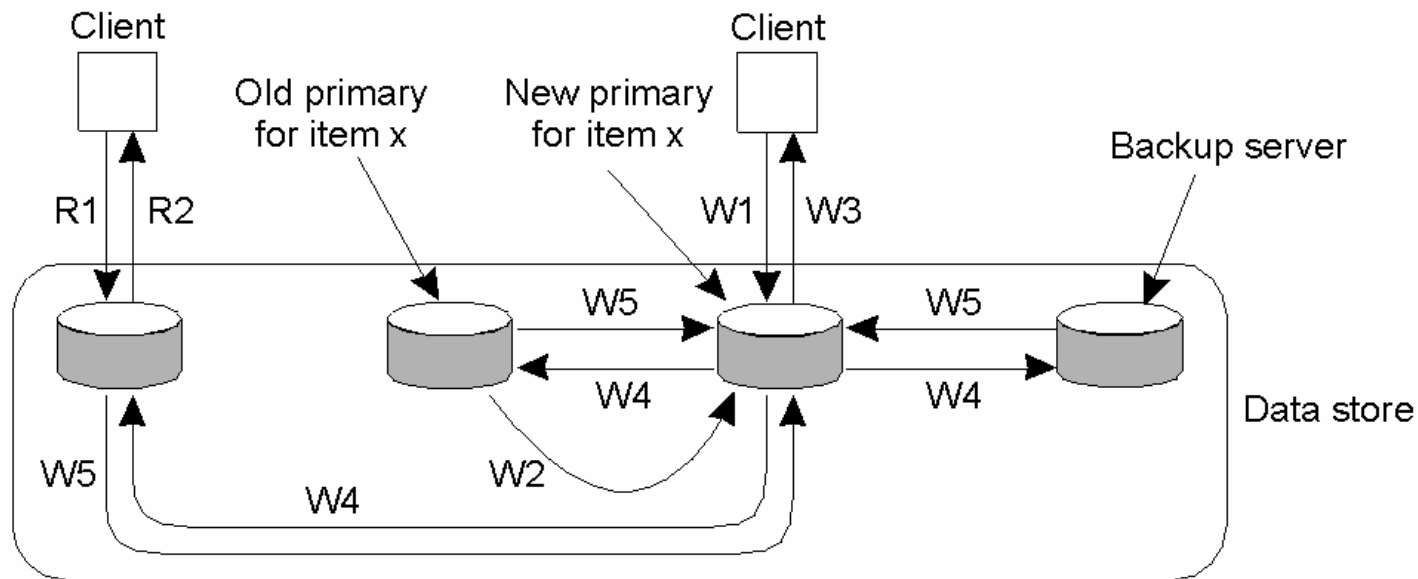 Client
Client
Old primary
for item x
New primary
for item x
Backup server
R1
R2
W1
W3
W5
W5
W4
W4
Data store
W5
W2
W4